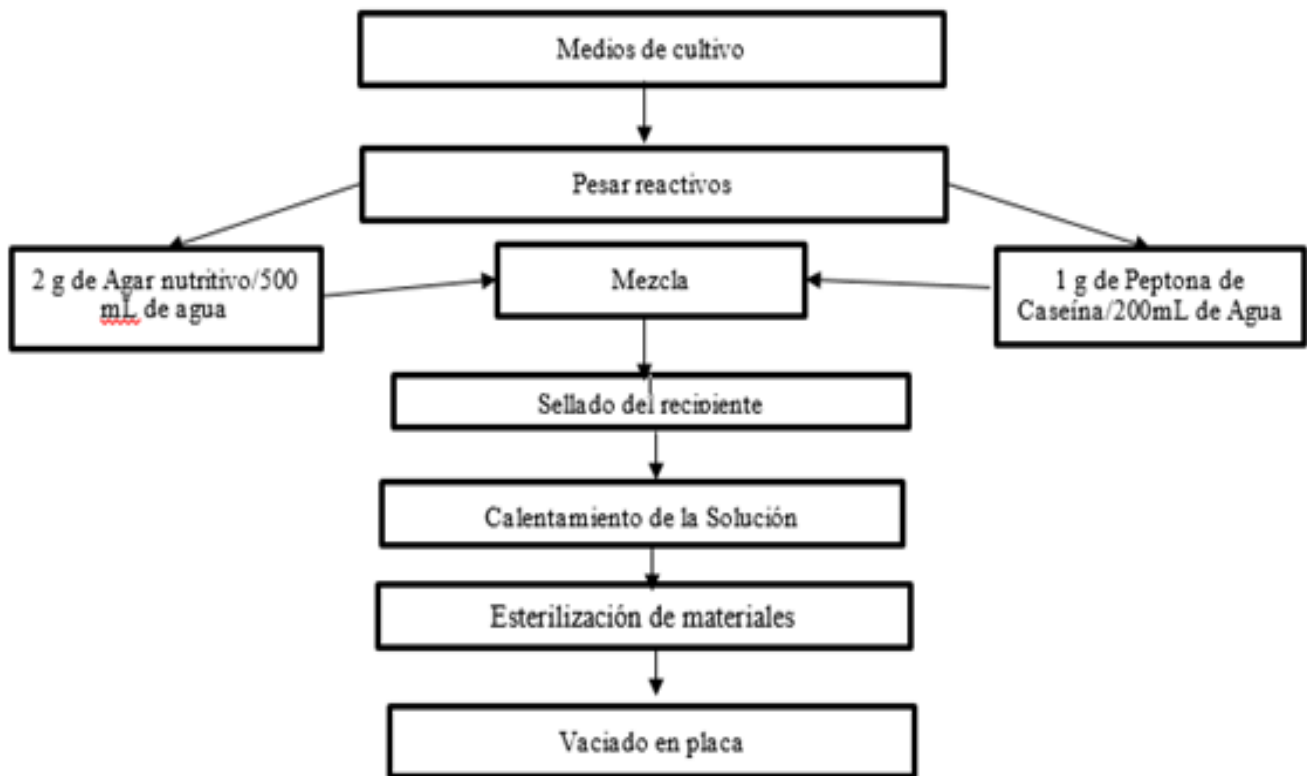 Medios de cultivo
Pesar reactivos
2 g de Agar nutritivo/500
mL de agua
Mezcla
1 g de Peptona de
Caseína/200mL de Agua
Sellado del recipiente
Calentamiento de la Solución
Esterilización de materiales
Vaciado en placa